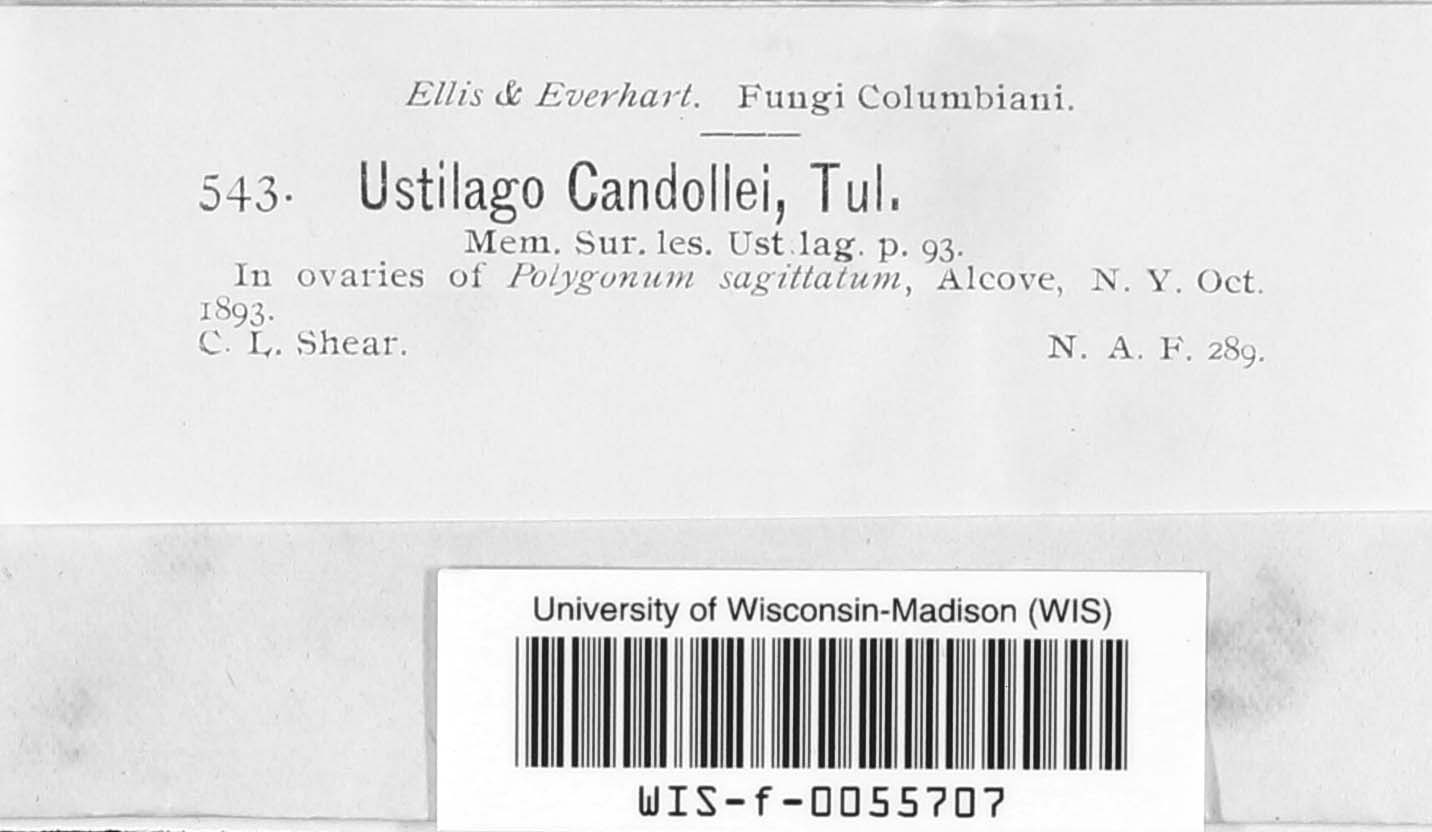 Ellis & Everhart. Fungi Columbiani.
543. Ustilago Candollei, Tul.
Mem. Sur. les. Ust.lag. p. 93.
In ovaries of Polygonum sagittatum, Alcove, N. Y. Oct.
1893.
C. L. Shear. N. A. F. 289.
University of Wisconsin-Madison (WIS)
WIS-f-0055707